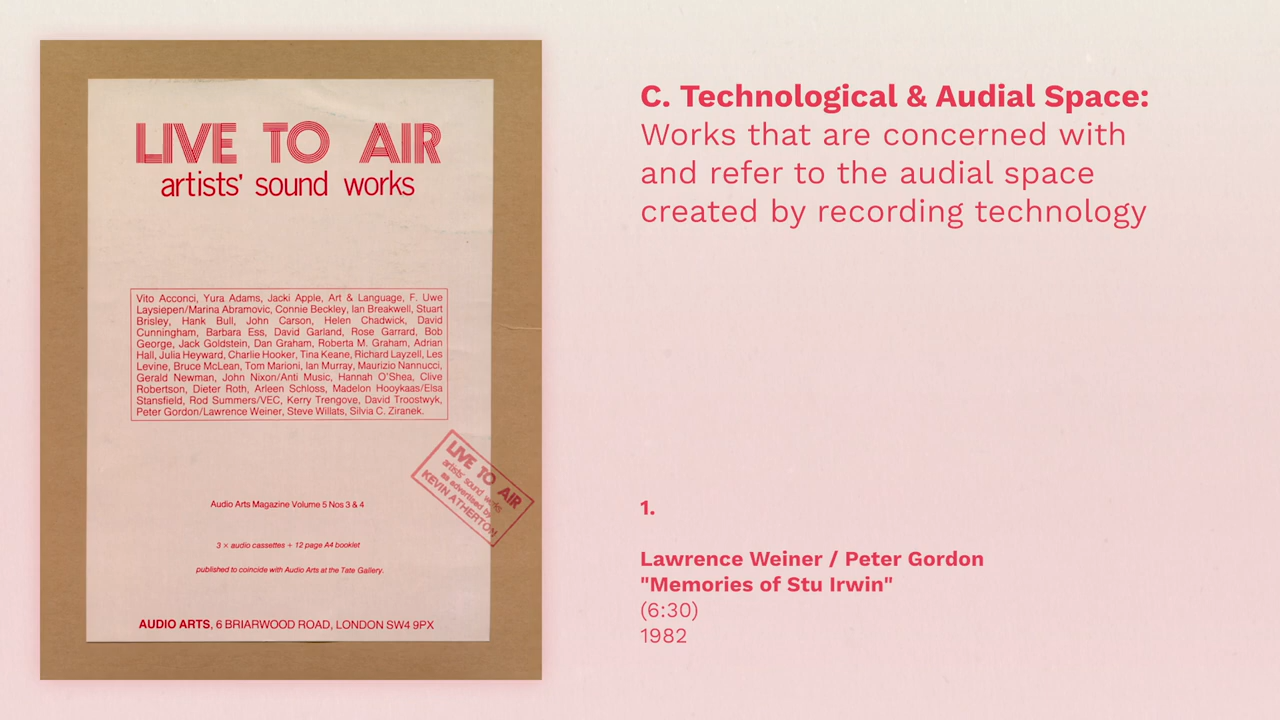 LIVE TO AIR
artists' sound works
Vito Acconci, Yura Adams, Jacki Apple, Art & Language, F. Uwe
Laysiepen/Marina Abramovic, Connie Beckley, Ian Breakwell, Stuart
Brisley, Hank Bull, John Carson, Helen Chadwick, David
Cunningham, Barbara Ess, David Garland, Rose Garrard, Bob
George, Jack Goldstein, Dan Graham, Roberta M. Graham, Adrian
Hall, Julia Heyward, Charlie Hooker, Tina Keane, Richard Layzell, Les
Levine, Bruce McLean, Tom Marioni, Ian Murray, Maurizio Nannucci,
Gerald Newman, John Nixon/Anti Music, Hannah O'Shea, Clive
Robertson, Dieter Roth, Arleen Schloss, Madelon Hooykaas/Elsa
Stansfield, Rod Summers/VEC, Kerry Trengove, David Troostwyk,
Peter Gordon/Lawrence Weiner, Steve Willats, Silvia C. Ziranek.
LIVE TO AIR
artists' sound works
as advertised by
KEVIN ATHERTON
Audio Arts Magazine Volume 5 Nos 3 & 4
3 × audio cassettes + 12 page A4 booklet
published to coincide with Audio Arts at the Tate Gallery.
AUDIO ARTS, 6 BRIARWOOD ROAD, LONDON SW4 9PX
C. Technological & Audial Space:
Works that are concerned with
and refer to the audial space
created by recording technology
1.
Lawrence Weiner / Peter Gordon
"Memories of Stu Irwin"
(6:30)
1982